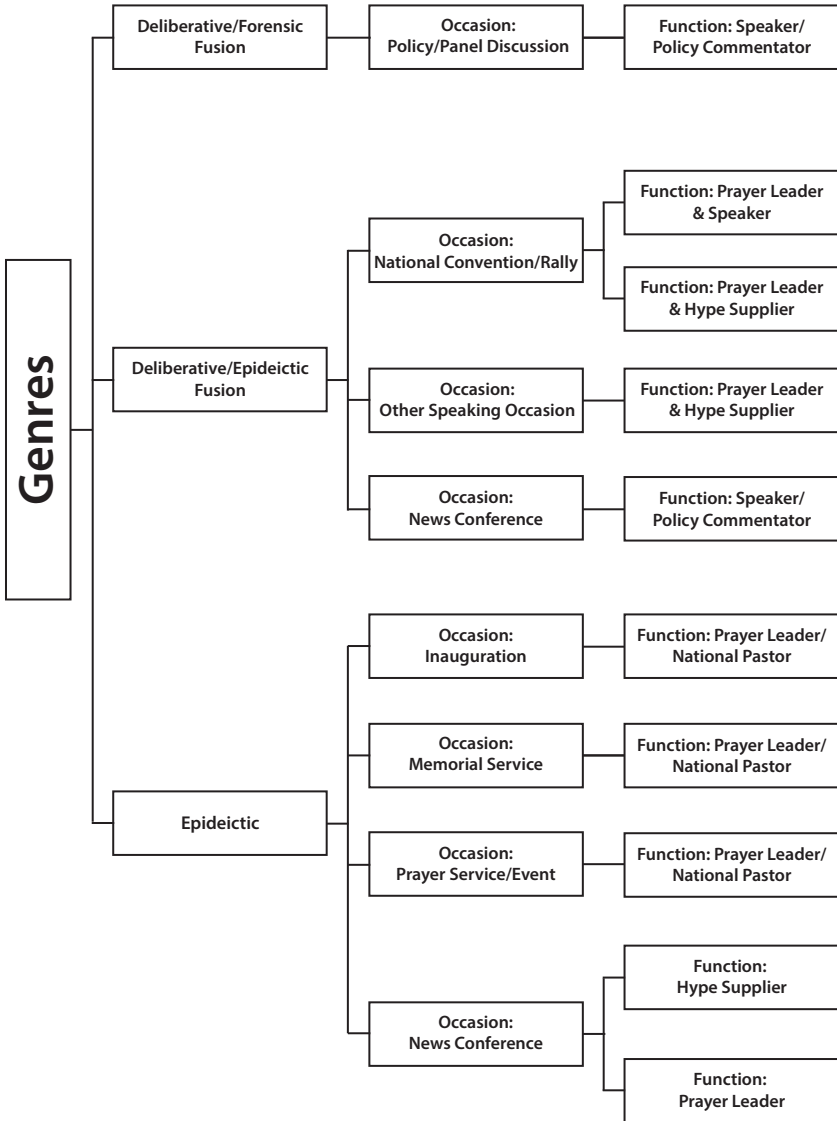 Genres
Deliberative/Forensic
Fusion
Occasion:
Policy/Panel Discussion
Function: Speaker/
Policy Commentator
Deliberative/Epideictic
Fusion
Occasion:
National Convention/Rally
Function: Prayer Leader
& Speaker
Function: Prayer Leader
& Hype Supplier
Occasion:
Other Speaking Occasion
Function: Prayer Leader
& Hype Supplier
Occasion:
News Conference
Function: Speaker/
Policy Commentator
Epideictic
Occasion:
Inauguration
Function: Prayer Leader/
National Pastor
Occasion:
Memorial Service
Function: Prayer Leader/
National Pastor
Occasion:
Prayer Service/Event
Function: Prayer Leader/
National Pastor
Occasion:
News Conference
Function:
Hype Supplier
Function:
Prayer Leader